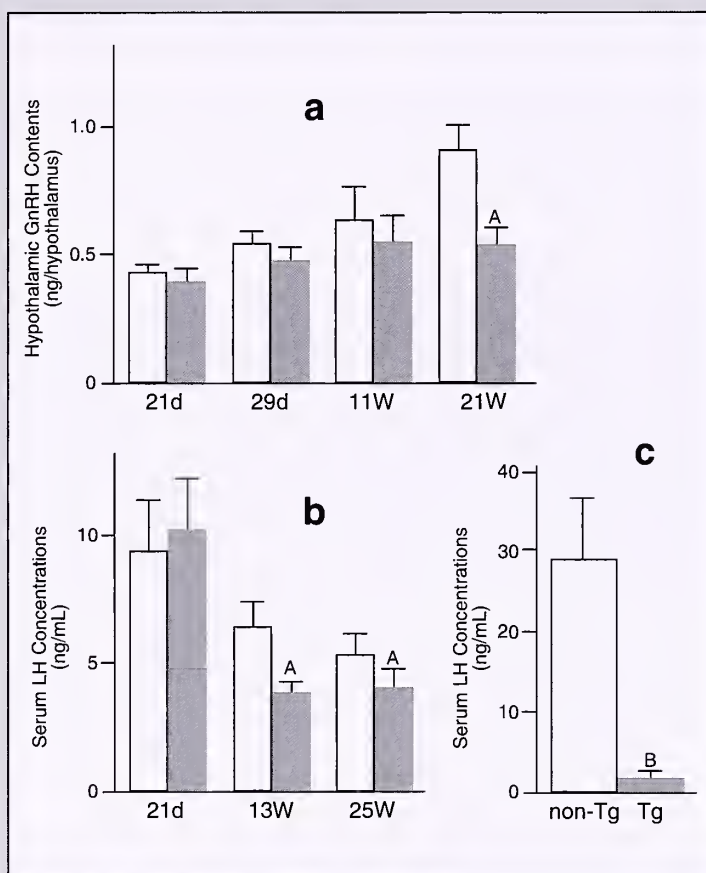 a
Hypothalamic GnRH Contents
(ng/hypothalamus)
1.0
0.5
0
A
21d 29d 11W 21W
b
Serum LH Concentrations
(ng/mL)
10
5
0
A A
21d 13W 25W
c
Serum LH Concentrations
(ng/mL)
40
30
20
10
0
B
non-Tg Tg